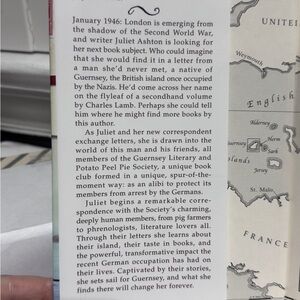 January 1946: London is emerging from
the shadow of the Second World War,
and writer Juliet Ashton is looking for
her next book subject. Who could imagine
that she would find it in a letter from
a man she'd never met, a native of
Guernsey, the British island once occupied
by the Nazis. He'd come across her name
on the flyleaf of a secondhand volume
by Charles Lamb. Perhaps she could tell
him where he might find more books by
this author.
As Juliet and her new correspondent
exchange letters, she is drawn into the
world of this man and his friends, all
members of the Guernsey Literary and
Potato Peel Pie Society, a unique book
club formed in a unique, spur-of-the-
moment way: as an alibi to protect its
members from arrest by the Germans.
Juliet begins a remarkable corre-
spondence with the Society's charming,
deeply human members, from pig farmers
to phrenologists, literature lovers all.
Through their letters she learns about
their island, their taste in books, and
the powerful, transformative impact the
recent German occupation has had on
their lives. Captivated by their stories,
she sets sail for Guernsey, and what she
finds there will change her forever.
UNITE
Weymouth
English
Alderney
Guernsey
Herm
Sark
Islands
Jersey
St. Malo
FRANCE